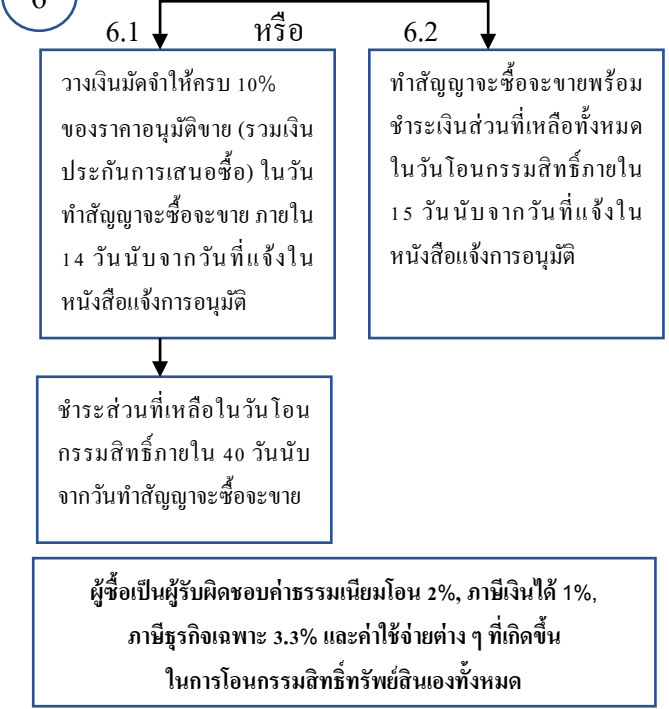 6
6.1 หรือ 6.2
วางเงินมัดจำให้ครบ 10%
ของราคาอนุมัติขาย (รวมเงิน
ประกันการเสนอซื้อ) ในวัน
ทำสัญญาจะซื้อจะขาย ภายใน
14 วันนับจากวันที่แจ้งใน
หนังสือแจ้งการอนุมัติ
ทำสัญญาจะซื้อจะขายพร้อม
ชำระเงินส่วนที่เหลือทั้งหมด
ในวันโอนกรรมสิทธิ์ภายใน
15 วันนับจากวันที่แจ้งใน
หนังสือแจ้งการอนุมัติ
ชำระส่วนที่เหลือในวันโอน
กรรมสิทธิ์ภายใน 40 วันนับ
จากวันทำสัญญาจะซื้อจะขาย
ผู้ซื้อเป็นผู้รับผิดชอบค่าธรรมเนียมโอน 2%, ภาษีเงินได้ 1%,
ภาษีธุรกิจเฉพาะ 3.3% และค่าใช้จ่ายต่าง ๆ ที่เกิดขึ้น
ในการโอนกรรมสิทธิ์ทรัพย์สินเองทั้งหมด